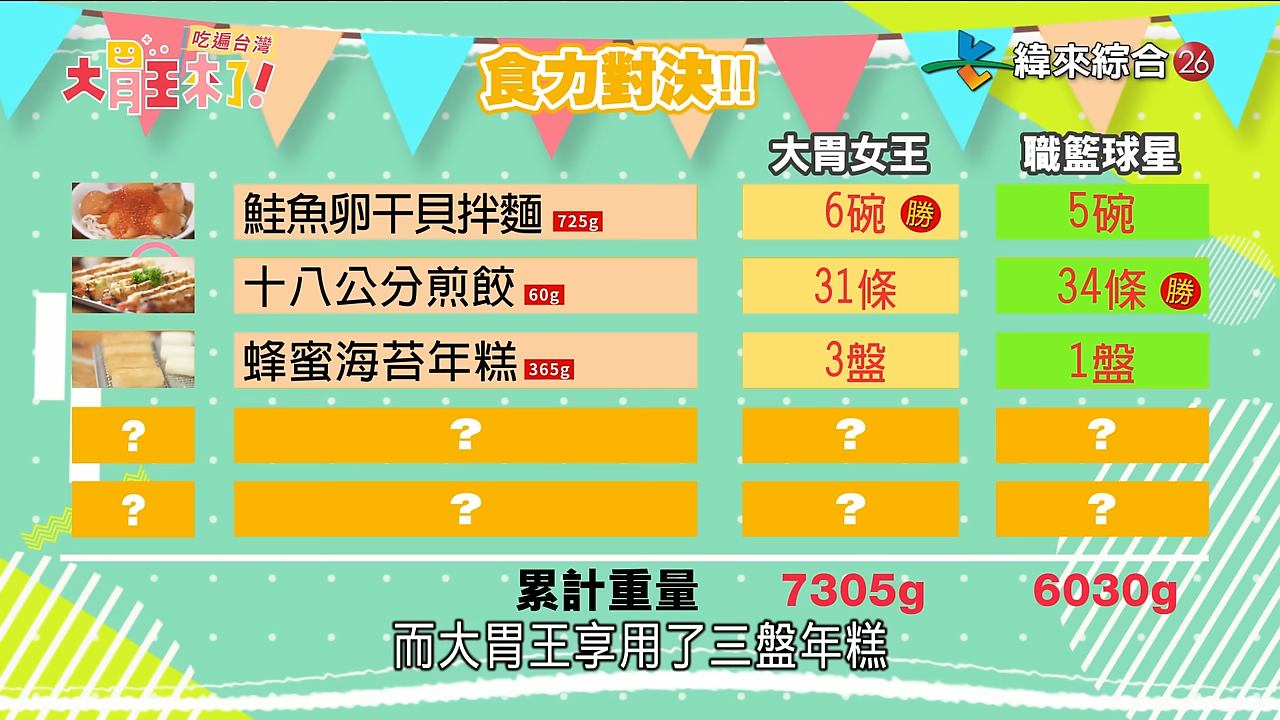 吃遍台灣
大胃王來了!
食力對決!!
緯來綜合 26
大胃女王 職籃球星
鮭魚卵干貝拌麵 725g 6碗 勝 5碗
十八公分煎餃 60g 31條 34條 勝
蜂蜜海苔年糕 365g 3盤 1盤
? ? ? ?
? ? ? ?
累計重量 7305g 6030g
而大胃王享用了三盤年糕